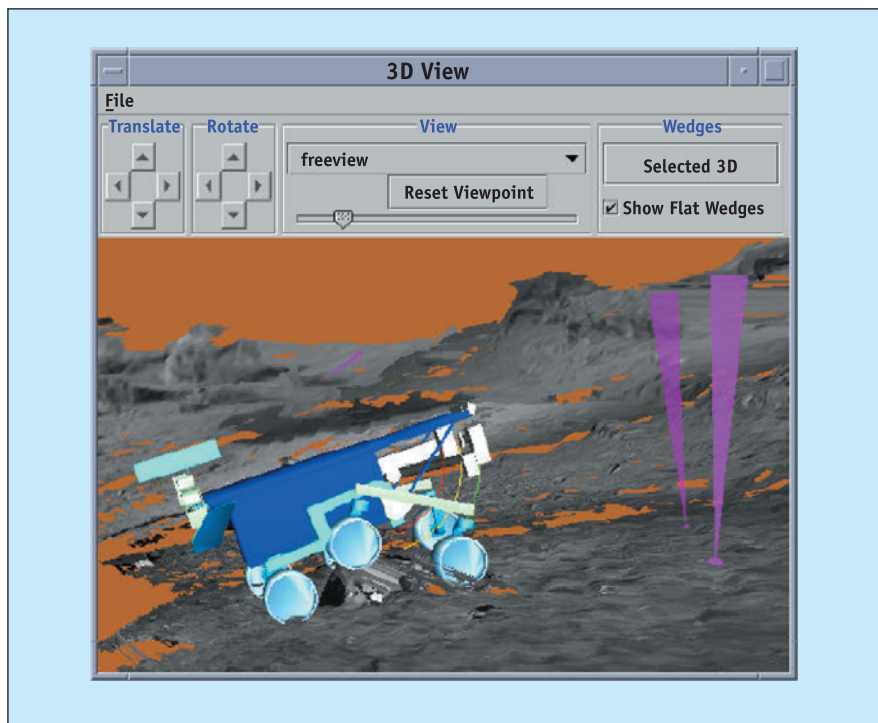 3D View
File
Translate
Rotate
View
Wedges
freeview
Selected 3D
Reset Viewpoint
Show Flat Wedges